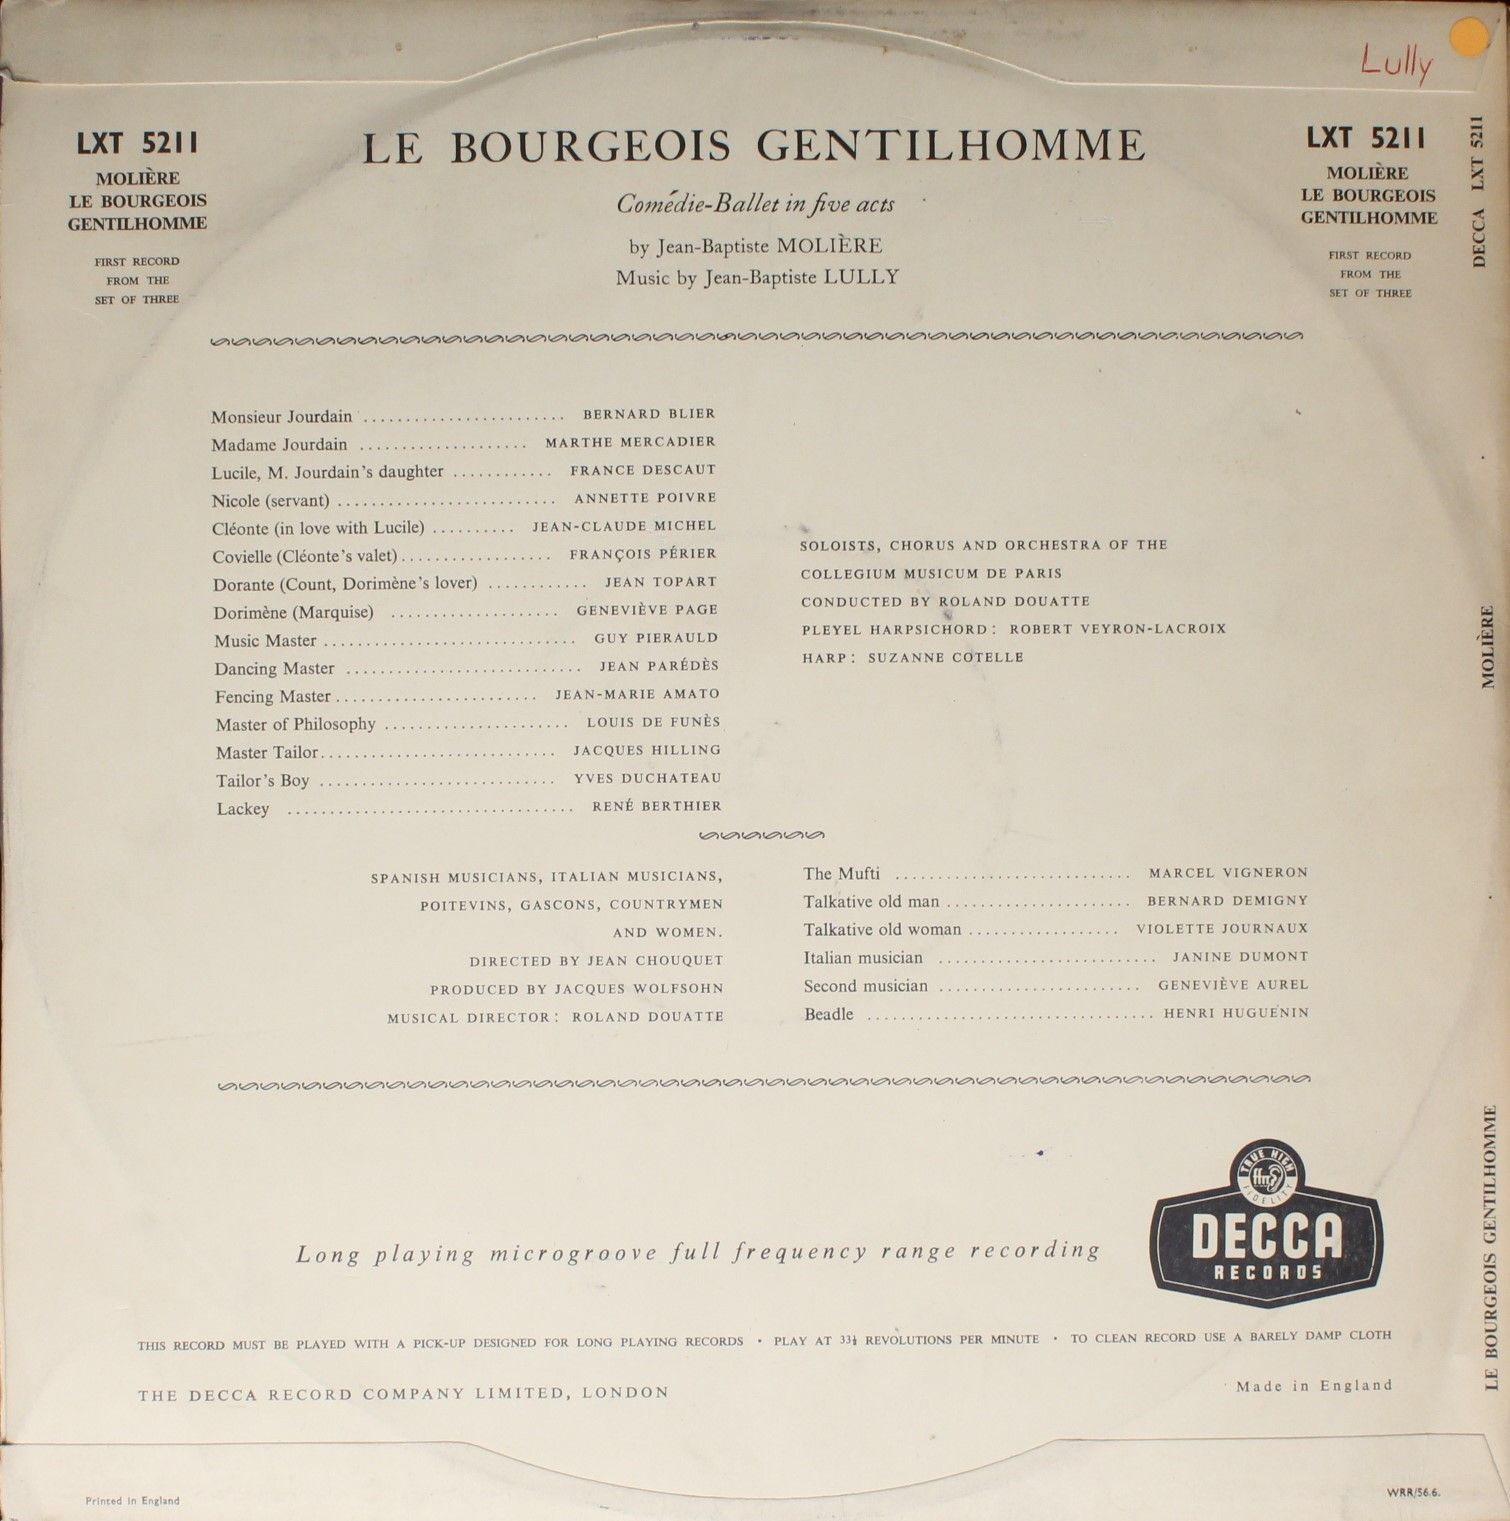 Lully
LXT 5211
MOLIÈRE
LE BOURGEOIS
GENTILHOMME
FIRST RECORD
FROM THE
SET OF THREE
LE BOURGEOIS GENTILHOMME
Comédie-Ballet in five acts
by Jean-Baptiste MOLIÈRE
Music by Jean-Baptiste LULLY
LXT 5211
MOLIÈRE
LE BOURGEOIS
GENTILHOMME
FIRST RECORD
FROM THE
SET OF THREE
DECCA LXT 5211
MOLIÈRE
LE BOURGEOIS GENTILHOMME
Monsieur Jourdain ........................ BERNARD BLIER
Madame Jourdain .................... MARTHE MERCADIER
Lucile, M. Jourdain's daughter ............ FRANCE DESCAUT
Nicole (servant) .......................... ANNETTE POIVRE
Cléonte (in love with Lucile) .......... JEAN-CLAUDE MICHEL
Covielle (Cléonte's valet).................. FRANÇOIS PÉRIER
Dorante (Count, Dorimène's lover) ............ JEAN TOPART
Dorimène (Marquise) .................... GENEVIÈVE PAGE
Music Master .............................. GUY PIERAULD
Dancing Master ............................ JEAN PARÉDÈS
Fencing Master ........................ JEAN-MARIE AMATO
Master of Philosophy ...................... LOUIS DE FUNÈS
Master Tailor............................ JACQUES HILLING
Tailor's Boy ............................ YVES DUCHATEAU
Lackey .................................. RENÉ BERTHIER
SOLOISTS, CHORUS AND ORCHESTRA OF THE
COLLEGIUM MUSICUM DE PARIS
CONDUCTED BY ROLAND DOUATTE
PLEYEL HARPSICHORD: ROBERT VEYRON-LACROIX
HARP: SUZANNE COTELLE
SPANISH MUSICIANS, ITALIAN MUSICIANS,
POITEVINS, GASCONS, COUNTRYMEN
AND WOMEN.
DIRECTED BY JEAN CHOUQUET
PRODUCED BY JACQUES WOLFSOHN
MUSICAL DIRECTOR: ROLAND DOUATTE
The Mufti ............................ MARCEL VIGNERON
Talkative old man ...................... BERNARD DEMIGNY
Talkative old woman .................. VIOLETTE JOURNAUX
Italian musician .......................... JANINE DUMONT
Second musician ........................ GENEVIÈVE AUREL
Beadle .................................. HENRI HUGUENIN
TRUE HIGH
ffrr
FIDELITY
DECCA
RECORDS
Long playing microgroove full frequency range recording
THIS RECORD MUST BE PLAYED WITH A PICK-UP DESIGNED FOR LONG PLAYING RECORDS • PLAY AT 33⅓ REVOLUTIONS PER MINUTE • TO CLEAN RECORD USE A BARELY DAMP CLOTH
THE DECCA RECORD COMPANY LIMITED, LONDON
Made in England
Printed in England
WRR/56.6.